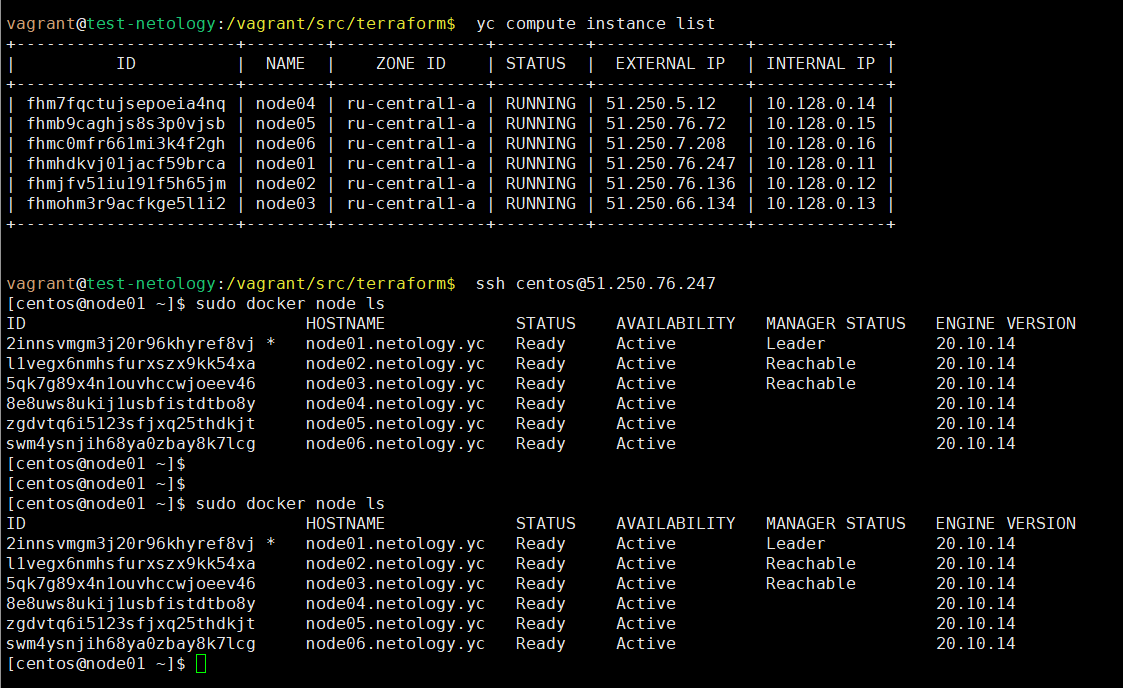 vagrant@test-netology:/vagrant/src/terraform$  yc compute instance list
+----------------------+--------+---------------+---------+---------------+-------------+
|          ID          |  NAME  |    ZONE ID    | STATUS  |  EXTERNAL IP  | INTERNAL IP |
+----------------------+--------+---------------+---------+---------------+-------------+
| fhm7fqctujsepoeia4nq | node04 | ru-central1-a | RUNNING | 51.250.5.12   | 10.128.0.14 |
| fhmb9caghjs8s3p0vjsb | node05 | ru-central1-a | RUNNING | 51.250.76.72  | 10.128.0.15 |
| fhmc0mfr661mi3k4f2gh | node06 | ru-central1-a | RUNNING | 51.250.7.208  | 10.128.0.16 |
| fhmhdkvj01jacf59brca | node01 | ru-central1-a | RUNNING | 51.250.76.247 | 10.128.0.11 |
| fhmjfv51iu191f5h65jm | node02 | ru-central1-a | RUNNING | 51.250.76.136 | 10.128.0.12 |
| fhmohm3r9acfkge5l1i2 | node03 | ru-central1-a | RUNNING | 51.250.66.134 | 10.128.0.13 |
+----------------------+--------+---------------+---------+---------------+-------------+
vagrant@test-netology:/vagrant/src/terraform$  ssh centos@51.250.76.247
[centos@node01 ~]$ sudo docker node ls
ID                            HOSTNAME             STATUS    AVAILABILITY   MANAGER STATUS   ENGINE VERSION
2innsvmgm3j20r96khyref8vj *   node01.netology.yc   Ready     Active         Leader           20.10.14
l1vegx6nmhsfurxszx9kk54xa     node02.netology.yc   Ready     Active         Reachable        20.10.14
5qk7g89x4n1ouvhccwjoeev46     node03.netology.yc   Ready     Active         Reachable        20.10.14
8e8uws8ukij1usbfistdtbo8y     node04.netology.yc   Ready     Active                          20.10.14
zgdvtq6i5123sfjxq25thdkjt     node05.netology.yc   Ready     Active                          20.10.14
swm4ysnjih68ya0zbay8k7lcg     node06.netology.yc   Ready     Active                          20.10.14
[centos@node01 ~]$
[centos@node01 ~]$
[centos@node01 ~]$ sudo docker node ls
ID                            HOSTNAME             STATUS    AVAILABILITY   MANAGER STATUS   ENGINE VERSION
2innsvmgm3j20r96khyref8vj *   node01.netology.yc   Ready     Active         Leader           20.10.14
l1vegx6nmhsfurxszx9kk54xa     node02.netology.yc   Ready     Active         Reachable        20.10.14
5qk7g89x4n1ouvhccwjoeev46     node03.netology.yc   Ready     Active         Reachable        20.10.14
8e8uws8ukij1usbfistdtbo8y     node04.netology.yc   Ready     Active                          20.10.14
zgdvtq6i5123sfjxq25thdkjt     node05.netology.yc   Ready     Active                          20.10.14
swm4ysnjih68ya0zbay8k7lcg     node06.netology.yc   Ready     Active                          20.10.14
[centos@node01 ~]$